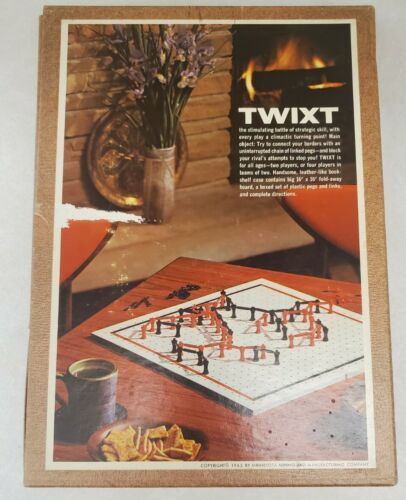 TWIXT
the stimulating battle of strategic skill, with
every play a climactic turning point! Main
object: Try to connect your borders with an
uninterrupted chain of linked pegs—and block
your rival's attempts to stop you! TWIXT is
for all ages—two players, or four players in
teams of two. Handsome, leather-like book-
shelf case contains big 16" x 16" fold-away
board, a boxed set of plastic pegs and links,
and complete directions.
COPYRIGHT© 1962 BY MINNESOTA MINING AND MANUFACTURING COMPANY